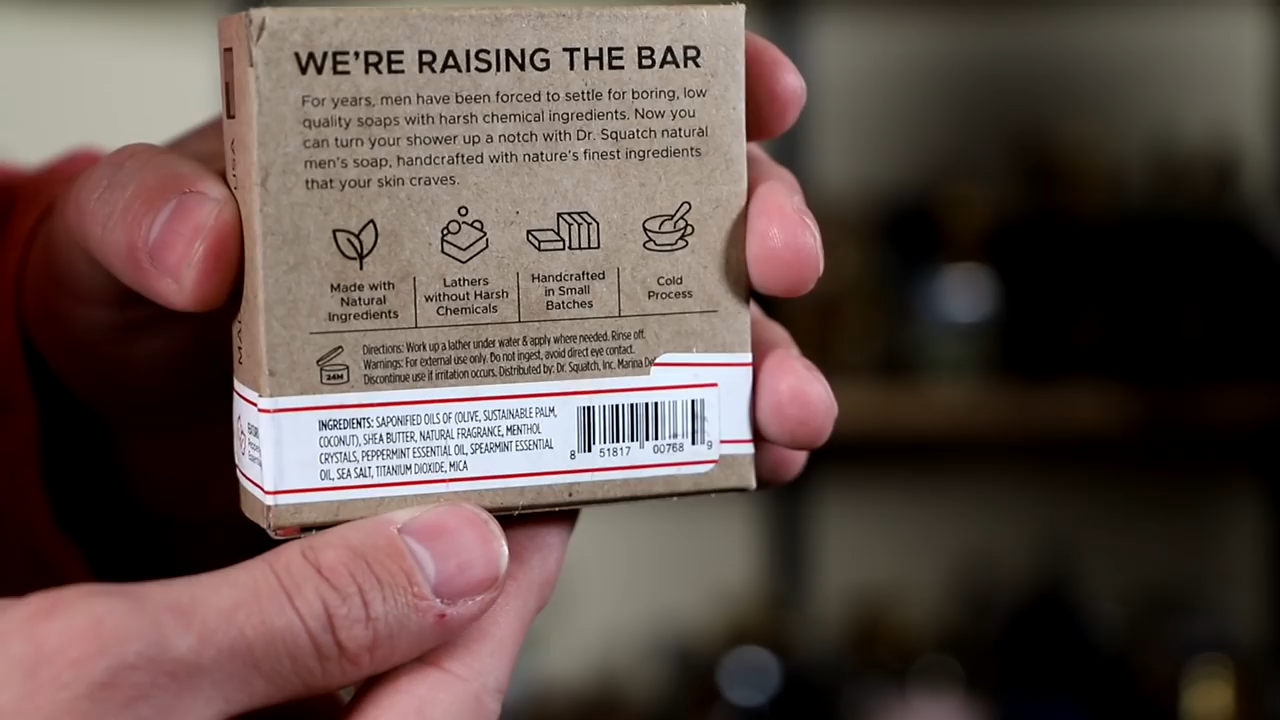 WE'RE RAISING THE BAR
For years, men have been forced to settle for boring, low
quality soaps with harsh chemical ingredients. Now you
can turn your shower up a notch with Dr. Squatch natural
men's soap, handcrafted with nature's finest ingredients
that your skin craves.
Made with
Natural
Ingredients
Lathers
without Harsh
Chemicals
Handcrafted
in Small
Batches
Cold
Process
24M
Directions: Work up a lather under water & apply where needed. Rinse off.
Warnings: For external use only. Do not ingest, avoid direct eye contact.
Discontinue use if irritation occurs. Distributed by: Dr. Squatch, Inc. Marina De
INGREDIENTS: SAPONIFIED OILS OF (OLIVE, SUSTAINABLE PALM,
COCONUT), SHEA BUTTER, NATURAL FRAGRANCE, MENTHOL
CRYSTALS, PEPPERMINT ESSENTIAL OIL, SPEARMINT ESSENTIAL
OIL, SEA SALT, TITANIUM DIOXIDE, MICA
8 51817 00768 9
USA